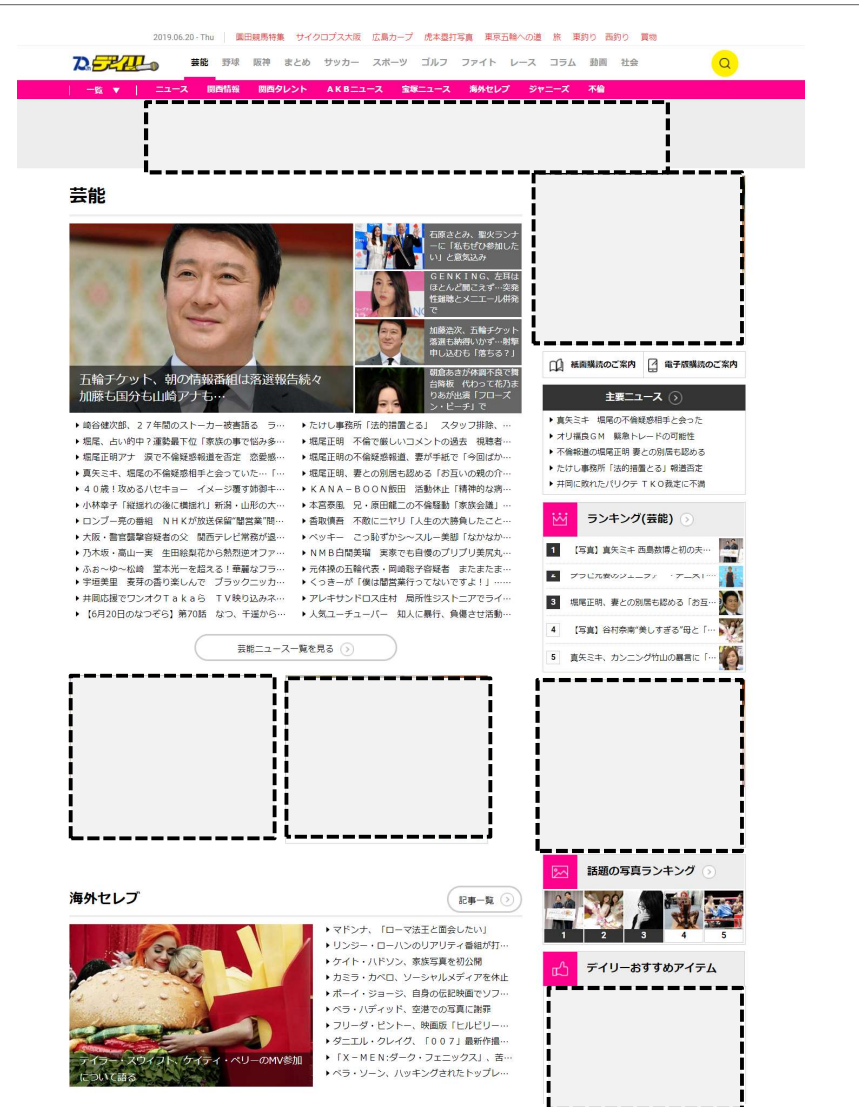 2019.06.20 - Thu 園田競馬特集 サイクロプス大阪 広島カープ 虎本塁打写真 東京五輪への道 旅 東釣り 西釣り 買物
デイリー
芸能 野球 阪神 まとめ サッカー スポーツ ゴルフ ファイト レース コラム 動画 社会
一覧 ▼ ニュース 関西情報 関西タレント AKBニュース 宝塚ニュース 海外セレブ ジャニーズ 不倫
芸能
五輪チケット、朝の情報番組は落選報告続々
加藤も国分も山崎アナも…
石原さとみ、聖火ランナ
ーに「私もぜひ参加した
い」と意気込み
GENKING、左耳は
ほとんど聞こえず…突発
性難聴とメニエール併発
で
加藤浩次、五輪チケット
落選も納得いかず…射撃
申し込むも「落ちる？」
朝倉あきが体調不良で舞
台降板 代わって花乃ま
りあが出演「フローズ
ン・ビーチ」で
崎谷健次郎、27年間のストーカー被害語る ラ…
堀尾、占い的中？運勢最下位「家族の事で悩み多…
堀尾正明アナ 涙で不倫疑惑報道を否定 恋愛感…
真矢ミキ、堀尾の不倫疑惑相手と会っていた…「…
40歳！攻めるハセキョー イメージ覆す姉御キ…
小林幸子「縦揺れの後に横揺れ」新潟・山形の大…
ロンブー亮の番組 NHKが放送保留”闇営業”問…
大阪・警官襲撃容疑者の父 関西テレビ常務が退…
乃木坂・高山一実 生田絵梨花から熱烈逆オファ…
ふぉ～ゆ～松崎 堂本光一を超える！華麗なフラ…
宇垣美里 麦芽の香り楽しんで ブラックニッカ…
井岡応援でワンオクTakaら TV映り込みネ…
【6月20日のなつぞら】第70話 なつ、千遥から…
たけし事務所「法的措置とる」 スタッフ排除、…
堀尾正明 不倫で厳しいコメントの過去 視聴者…
堀尾正明の不倫疑惑報道、妻が手紙で「今回ばか…
堀尾正明、妻との別居も認める「お互いの親の介…
KANA－BOON飯田 活動休止「精神的な病…
本宮泰風 兄・原田龍二の不倫騒動「家族会議」…
香取慎吾 不敵にニヤリ「人生の大勝負したこと…
ベッキー こっ恥ずかシ～スルー美脚「なかなか…
NMB白間美瑠 実家でも自慢のプリプリ美尻丸…
元体操の五輪代表・岡崎聡子容疑者 またまたま…
くっきーが「僕は闇営業行ってないですよ！」……
アレキサンドロス庄村 局所性ジストニアでライ…
人気ユーチューバー 知人に暴行、負傷させ活動…
芸能ニュース一覧を見る
海外セレブ
記事一覧
テイラー・スウィフト、ケイティ・ペリーのMV参加
について語る
マドンナ、「ローマ法王と面会したい」
リンジー・ローハンのリアリティ番組が打…
ケイト・ハドソン、家族写真を初公開
カミラ・カベロ、ソーシャルメディアを休止
ボーイ・ジョージ、自身の伝記映画でソフ…
ベラ・ハディッド、空港での写真に謝罪
フリーダ・ピントー、映画版「ヒルビリー…
ダニエル・クレイグ、「007」最新作撮…
「X－MEN:ダーク・フェニックス」、苦…
ベラ・ソーン、ハッキングされたトップレ…
紙面購読のご案内 電子版購読のご案内
主要ニュース
真矢ミキ 堀尾の不倫疑惑相手と会った
オリ福良GM 緊急トレードの可能性
不倫報道の堀尾正明 妻との別居も認める
たけし事務所「法的措置とる」報道否定
井岡に敗れたパリクテ TKO裁定に不満
ランキング(芸能)
1 【写真】真矢ミキ 西島数博と初の夫…
3 堀尾正明、妻との別居も認める「お互…
4 【写真】谷村奈南“美しすぎる”母と「…
5 真矢ミキ、カンニング竹山の暴言に「…
話題の写真ランキング
1 2 3 4 5
デイリーおすすめアイテム